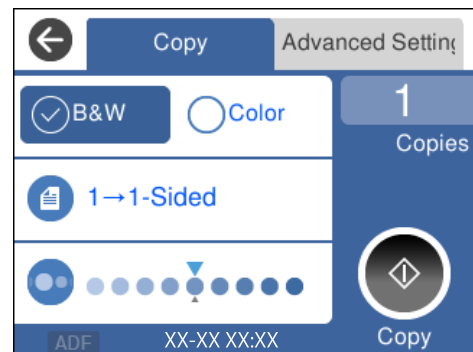 Copy
Advanced Setting
B&W
Color
1
Copies
1→1-Sided
ADF
XX-XX XX:XX
Copy